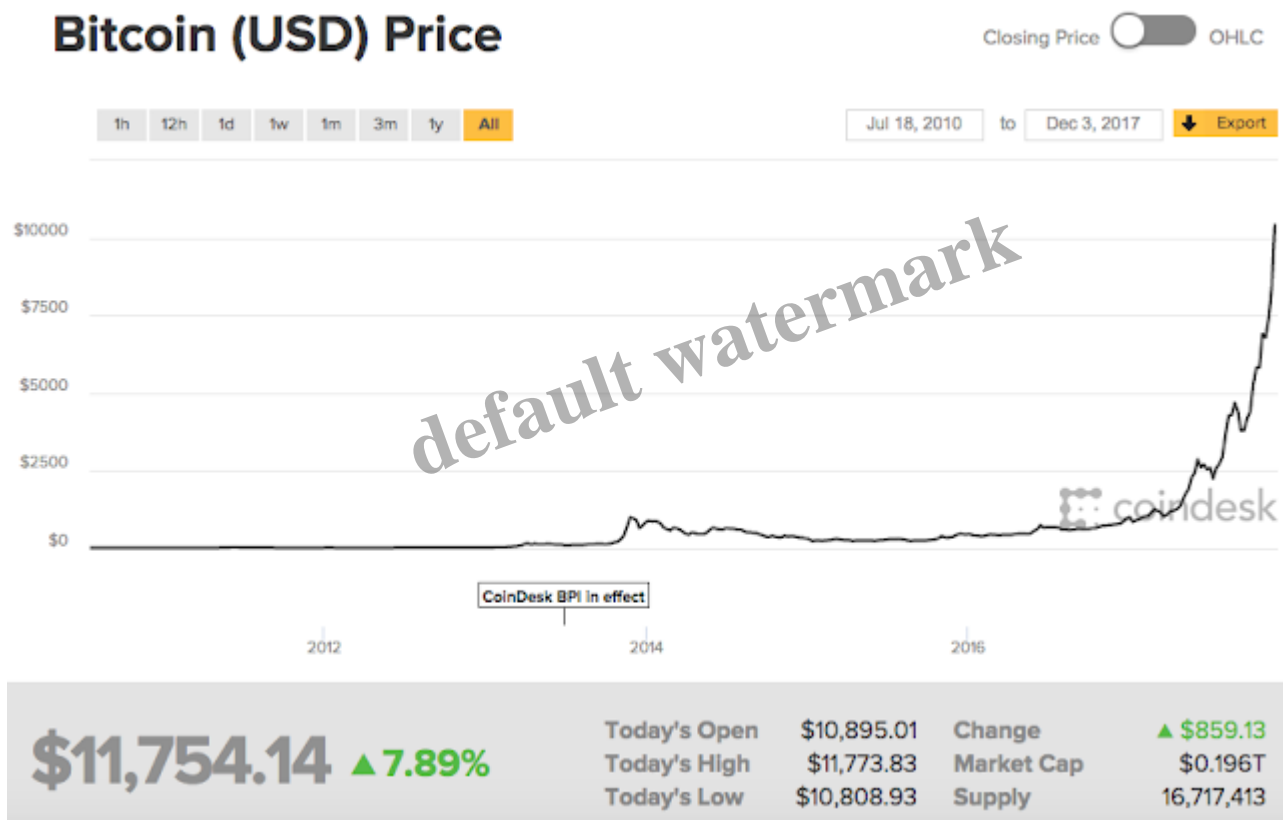 Bitcoin (USD) Price
Closing Price OHLC
1h 12h 1d 1w 1m 3m 1y All
Jul 18, 2010 to Dec 3, 2017 Export
$10000
$7500
$5000
$2500
$0
default watermark
coindesk
CoinDesk BPI in effect
2012 2014 2016
$11,754.14 ▲7.89%
Today's Open $10,895.01 Change ▲ $859.13
Today's High $11,773.83 Market Cap $0.196T
Today's Low $10,808.93 Supply 16,717,413